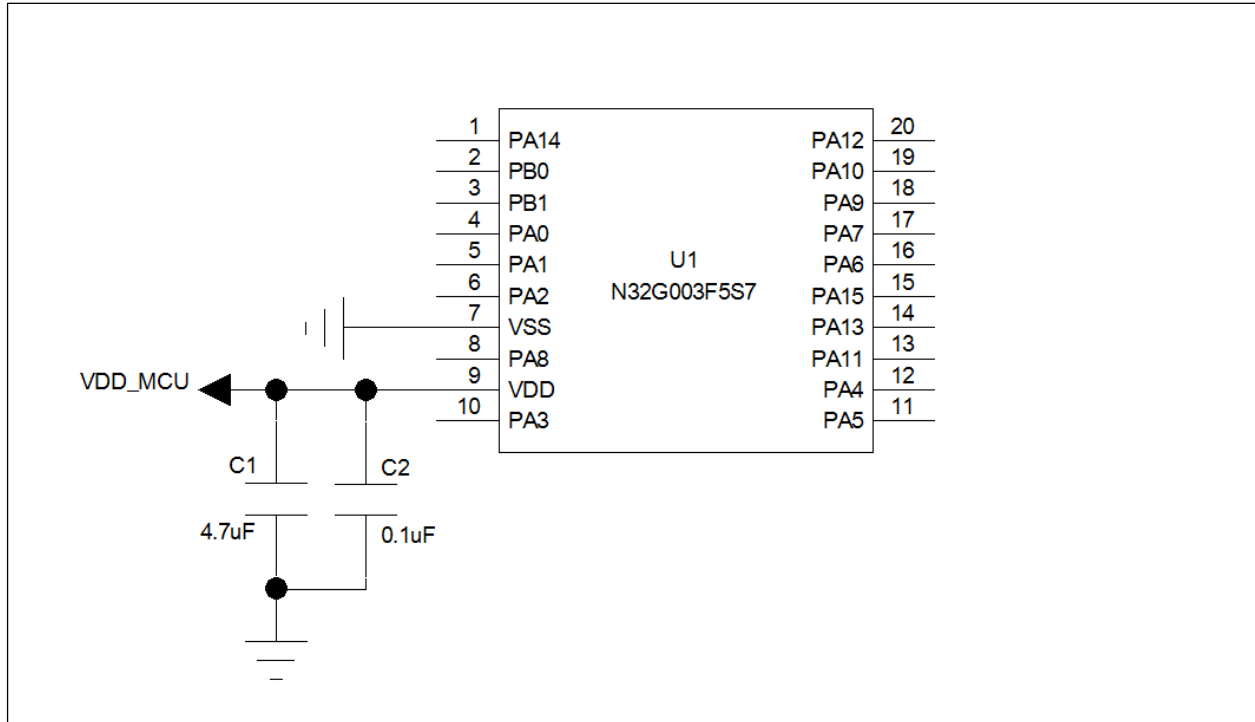 1 PA14 PA12 20
2 PB0 PA10 19
3 PB1 PA9 18
4 PA0 PA7 17
5 PA1 PA6 16
U1
N32G003F5S7
6 PA2 PA15 15
7 VSS PA13 14
8 PA8 PA11 13
VDD_MCU
9 VDD PA4 12
10 PA3 PA5 11
C1 C2
4.7uF 0.1uF